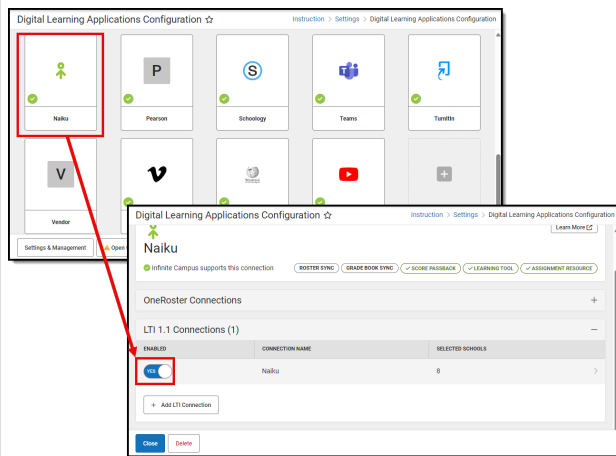 Digital Learning Applications Configuration ☆
Instruction > Settings > Digital Learning Applications Configuration
P
S
Naiku
Pearson
Schoology
Teams
TurnItIn
V
Vendor
Settings & Management
Open
Digital Learning Applications Configuration ☆
Instruction > Settings > Digital Learning Applications Configuration
Learn More
Naiku
Infinite Campus supports this connection
ROSTER SYNC
GRADE BOOK SYNC
✓ SCORE PASSBACK
✓ LEARNING TOOL
✓ ASSIGNMENT RESOURCE
OneRoster Connections +
LTI 1.1 Connections (1) −
ENABLED CONNECTION NAME SELECTED SCHOOLS
YES Naiku 8 >
+ Add LTI Connection
Close Delete